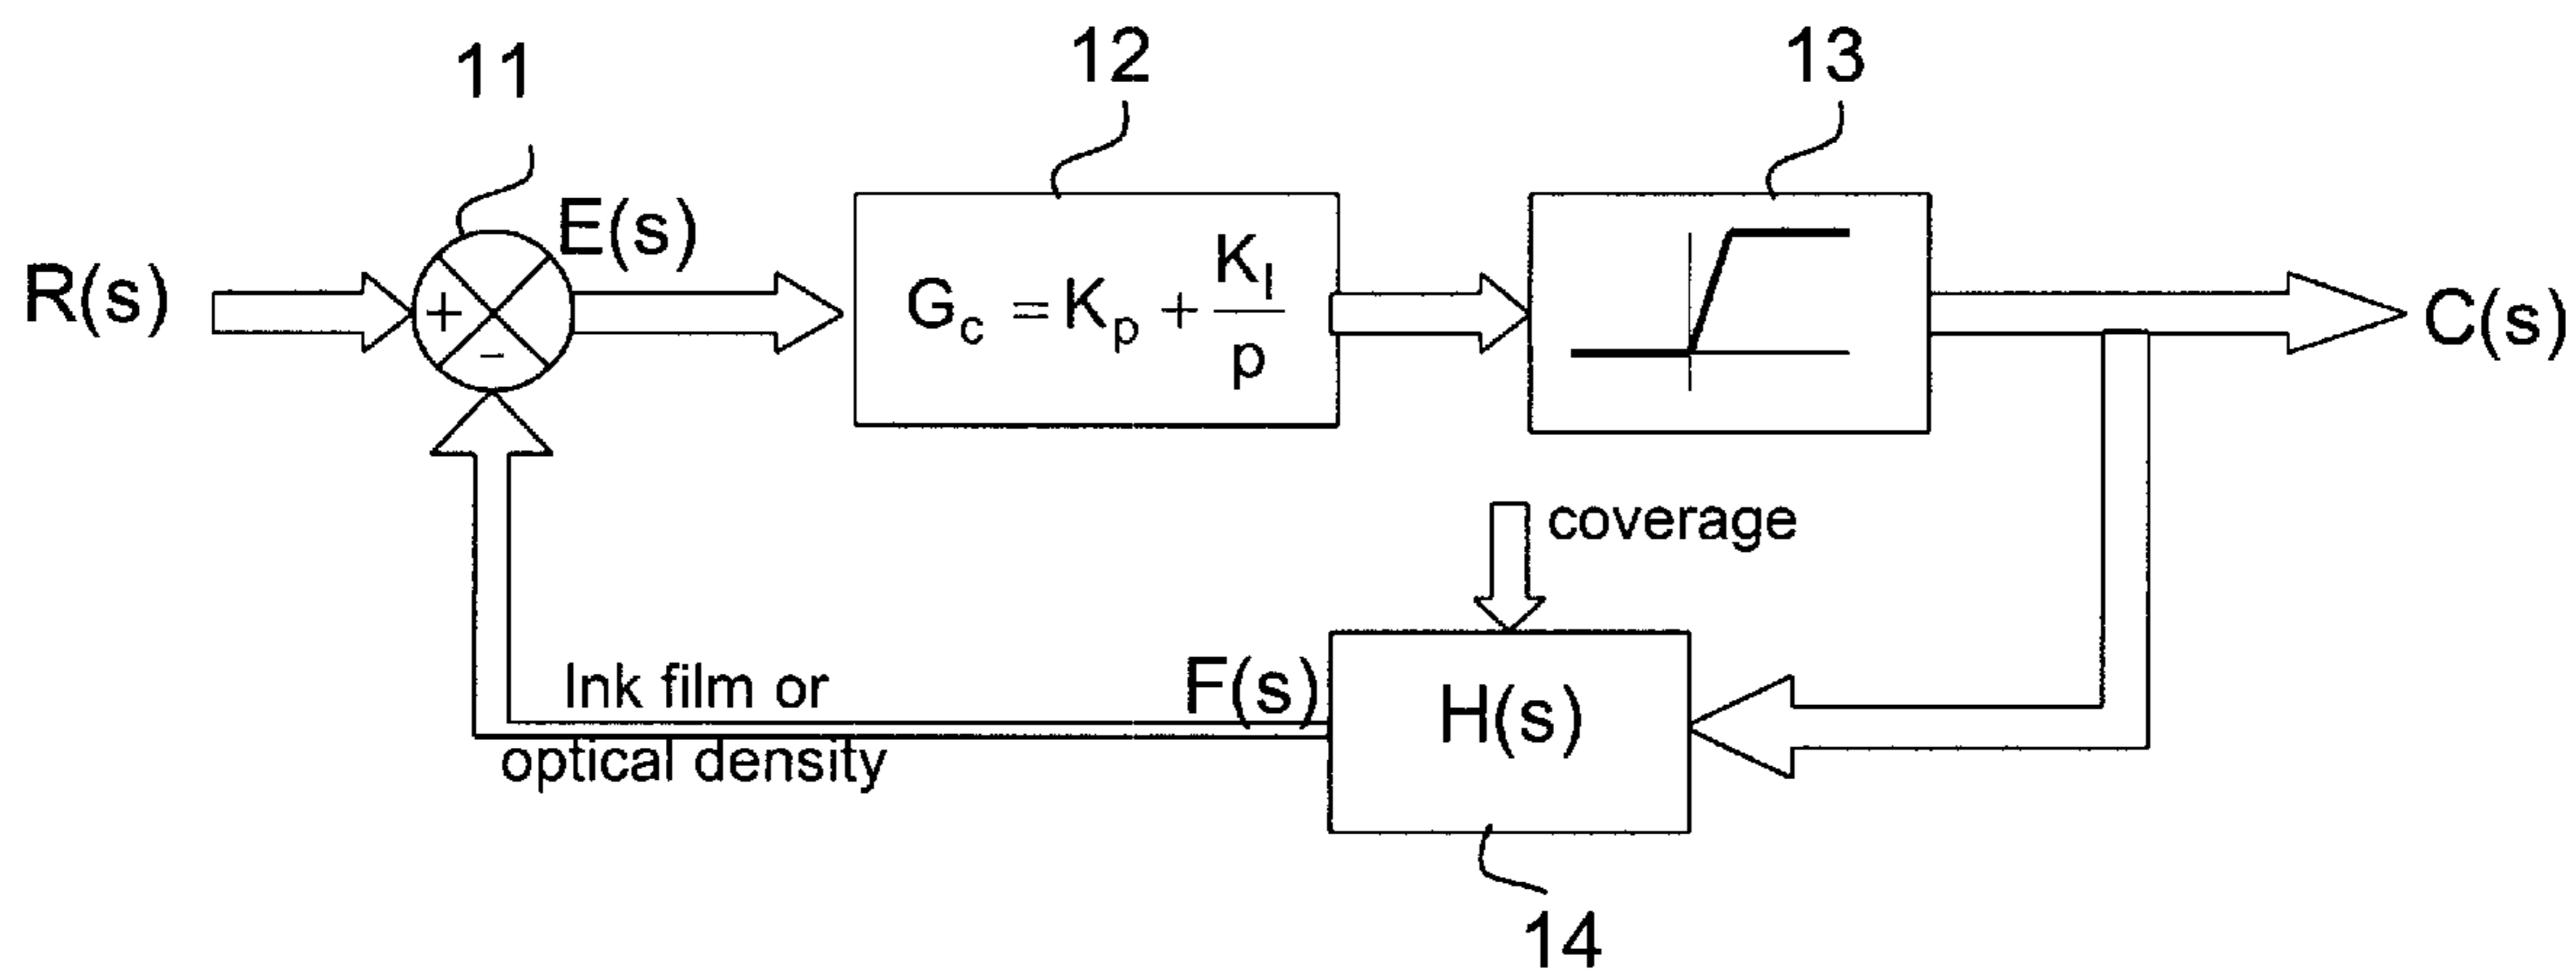 11
12
13
R(s)
+
-
E(s)
G_c = K_p + K_I / p
C(s)
coverage
Ink film or
optical density
F(s)
H(s)
14